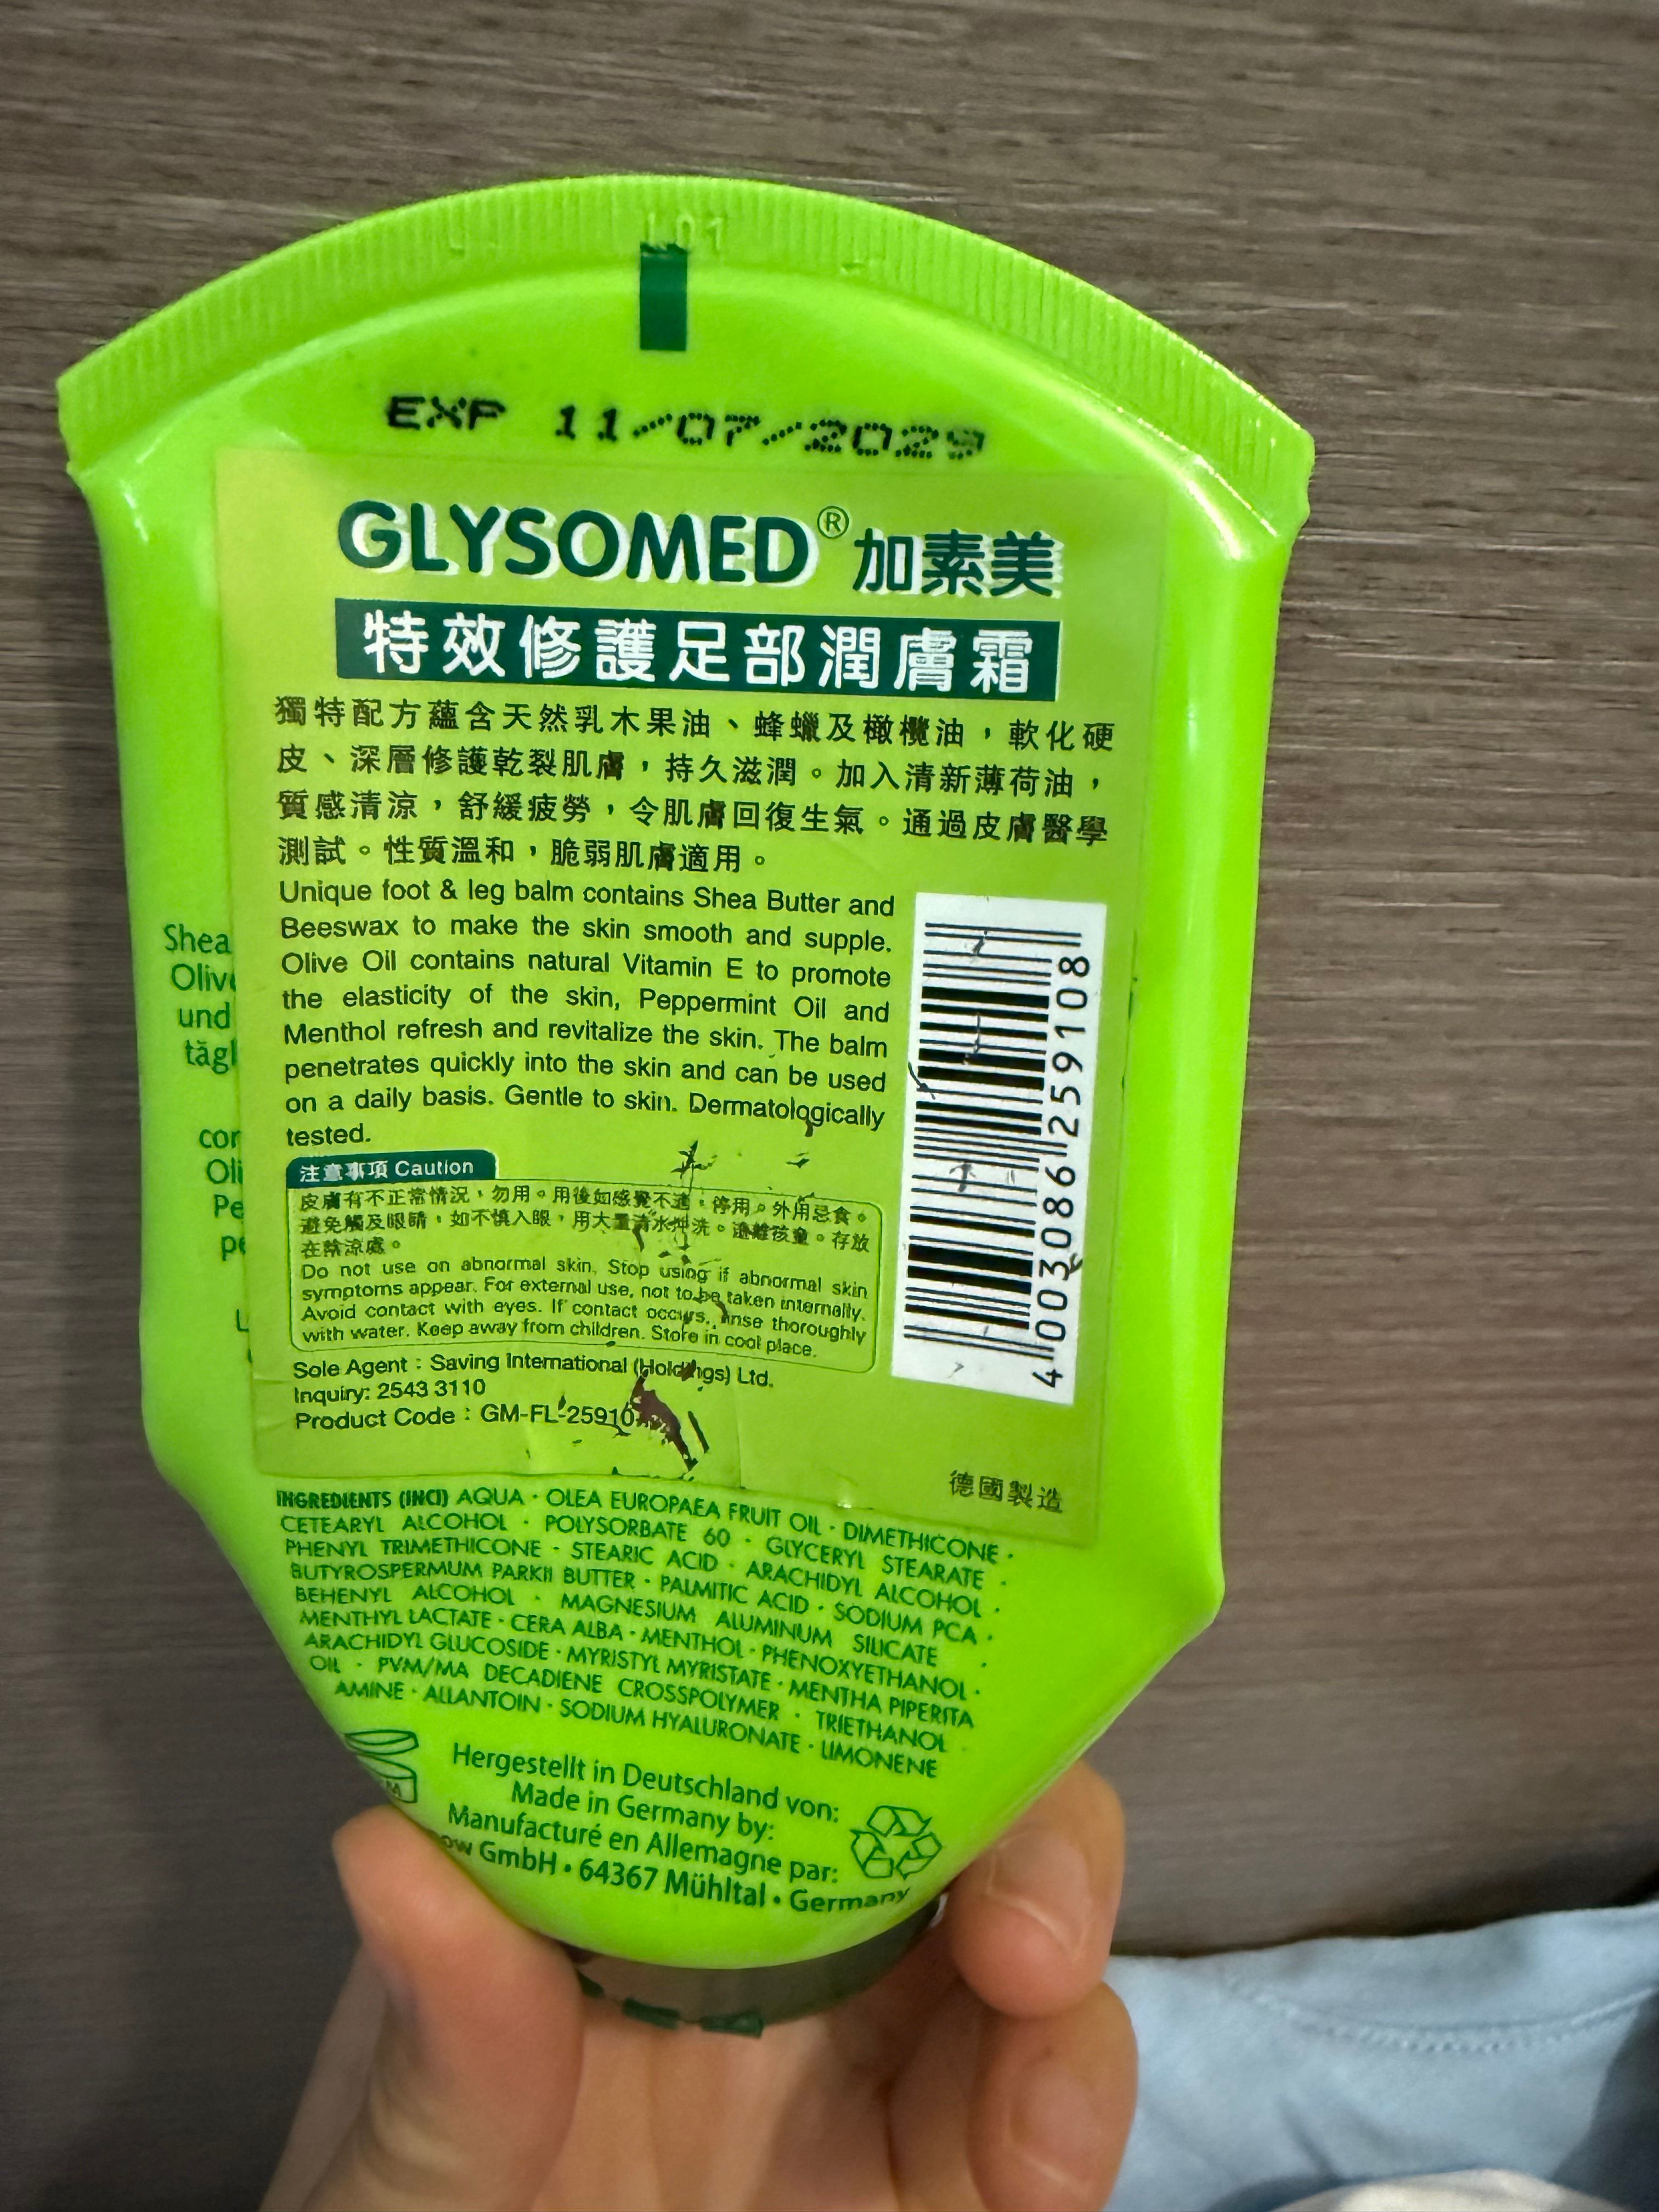 L01
EXP 11/07/2029
GLYSOMED® 加素美
特效修護足部潤膚霜
獨特配方蘊含天然乳木果油、蜂蠟及橄欖油，軟化硬
皮、深層修護乾裂肌膚，持久滋潤。加入清新薄荷油，
質感清涼，舒緩疲勞，令肌膚回復生氣。通過皮膚醫學
測試。性質溫和，脆弱肌膚適用。
Unique foot & leg balm contains Shea Butter and
Beeswax to make the skin smooth and supple.
Olive Oil contains natural Vitamin E to promote
the elasticity of the skin, Peppermint Oil and
Menthol refresh and revitalize the skin. The balm
penetrates quickly into the skin and can be used
on a daily basis. Gentle to skin. Dermatologically
tested.
4 003086 259108
注意事項 Caution
皮膚有不正常情況，勿用。用後如感覺不適，停用。外用忌食。
避免觸及眼睛，如不慎入眼，用大量清水沖洗。遠離孩童。存放
在陰涼處。
Do not use on abnormal skin. Stop using if abnormal skin
symptoms appear. For external use, not to be taken internally.
Avoid contact with eyes. If contact occurs, rinse thoroughly
with water. Keep away from children. Store in cool place.
Sole Agent : Saving International (Holdings) Ltd.
Inquiry: 2543 3110
Product Code : GM-FL-25910
德國製造
Shea
Oliv
und
tägl
cor
Oli
Pe
pe
INGREDIENTS (INCI) AQUA · OLEA EUROPAEA FRUIT OIL · DIMETHICONE ·
CETEARYL ALCOHOL · POLYSORBATE 60 · GLYCERYL STEARATE ·
PHENYL TRIMETHICONE · STEARIC ACID · ARACHIDYL ALCOHOL ·
BUTYROSPERMUM PARKII BUTTER · PALMITIC ACID · SODIUM PCA ·
BEHENYL ALCOHOL · MAGNESIUM ALUMINUM SILICATE ·
MENTHYL LACTATE · CERA ALBA · MENTHOL · PHENOXYETHANOL ·
ARACHIDYL GLUCOSIDE · MYRISTYL MYRISTATE · MENTHA PIPERITA
OIL · PVM/MA DECADIENE CROSSPOLYMER · TRIETHANOL
AMINE · ALLANTOIN · SODIUM HYALURONATE · LIMONENE
Hergestellt in Deutschland von:
Made in Germany by:
Manufacturé en Allemagne par:
ow GmbH • 64367 Mühltal • Germany